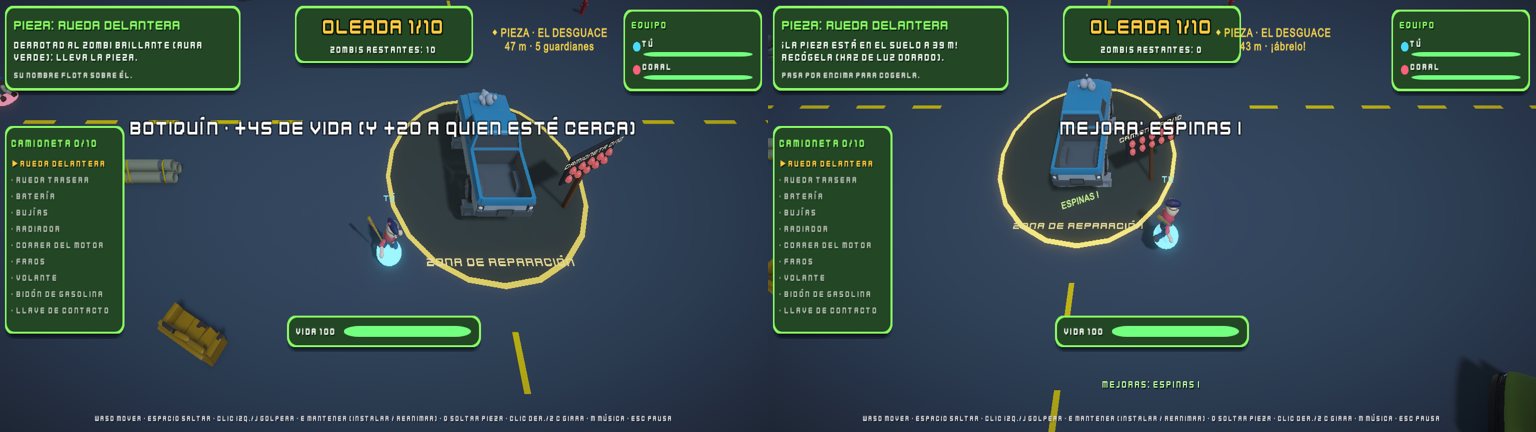 PIEZA: RUEDA DELANTERA
DERROTAD AL ZOMBI BRILLANTE (AURA
VERDE): LLEVA LA PIEZA.
SU NOMBRE FLOTA SOBRE ÉL.
OLEADA 1/10
ZOMBIS RESTANTES: 10
♦ PIEZA · EL DESGUACE
47 m · 5 guardianes
EQUIPO
TÚ
CORAL
BOTIQUÍN · +45 DE VIDA (Y +20 A QUIEN ESTÉ CERCA)
CAMIONETA 0/10
▶RUEDA DELANTERA
· RUEDA TRASERA
· BATERÍA
· BUJÍAS
· RADIADOR
· CORREA DEL MOTOR
· FAROS
· VOLANTE
· BIDÓN DE GASOLINA
· LLAVE DE CONTACTO
CAMIONETA 0/10
TÚ
ZONA DE REPARACIÓN
VIDA 100
WASD MOVER · ESPACIO SALTAR · CLIC IZQ./J GOLPEAR · E MANTENER (INSTALAR / REANIMAR) · Q SOLTAR PIEZA · CLIC DER./Z C GIRAR · M MÚSICA · ESC PAUSA
PIEZA: RUEDA DELANTERA
¡LA PIEZA ESTÁ EN EL SUELO A 39 M!
RECÓGELA (HAZ DE LUZ DORADO).
PASA POR ENCIMA PARA COGERLA.
OLEADA 1/10
ZOMBIS RESTANTES: 0
♦ PIEZA · EL DESGUACE
43 m · ¡ábrelo!
EQUIPO
TÚ
CORAL
MEJORA: ESPINAS I
CAMIONETA 0/10
▶RUEDA DELANTERA
· RUEDA TRASERA
· BATERÍA
· BUJÍAS
· RADIADOR
· CORREA DEL MOTOR
· FAROS
· VOLANTE
· BIDÓN DE GASOLINA
· LLAVE DE CONTACTO
ESPINAS I
ZONA DE REPARACIÓN
VIDA 100
MEJORAS: ESPINAS I
WASD MOVER · ESPACIO SALTAR · CLIC IZQ./J GOLPEAR · E MANTENER (INSTALAR / REANIMAR) · Q SOLTAR PIEZA · CLIC DER./Z C GIRAR · M MÚSICA · ESC PAUSA